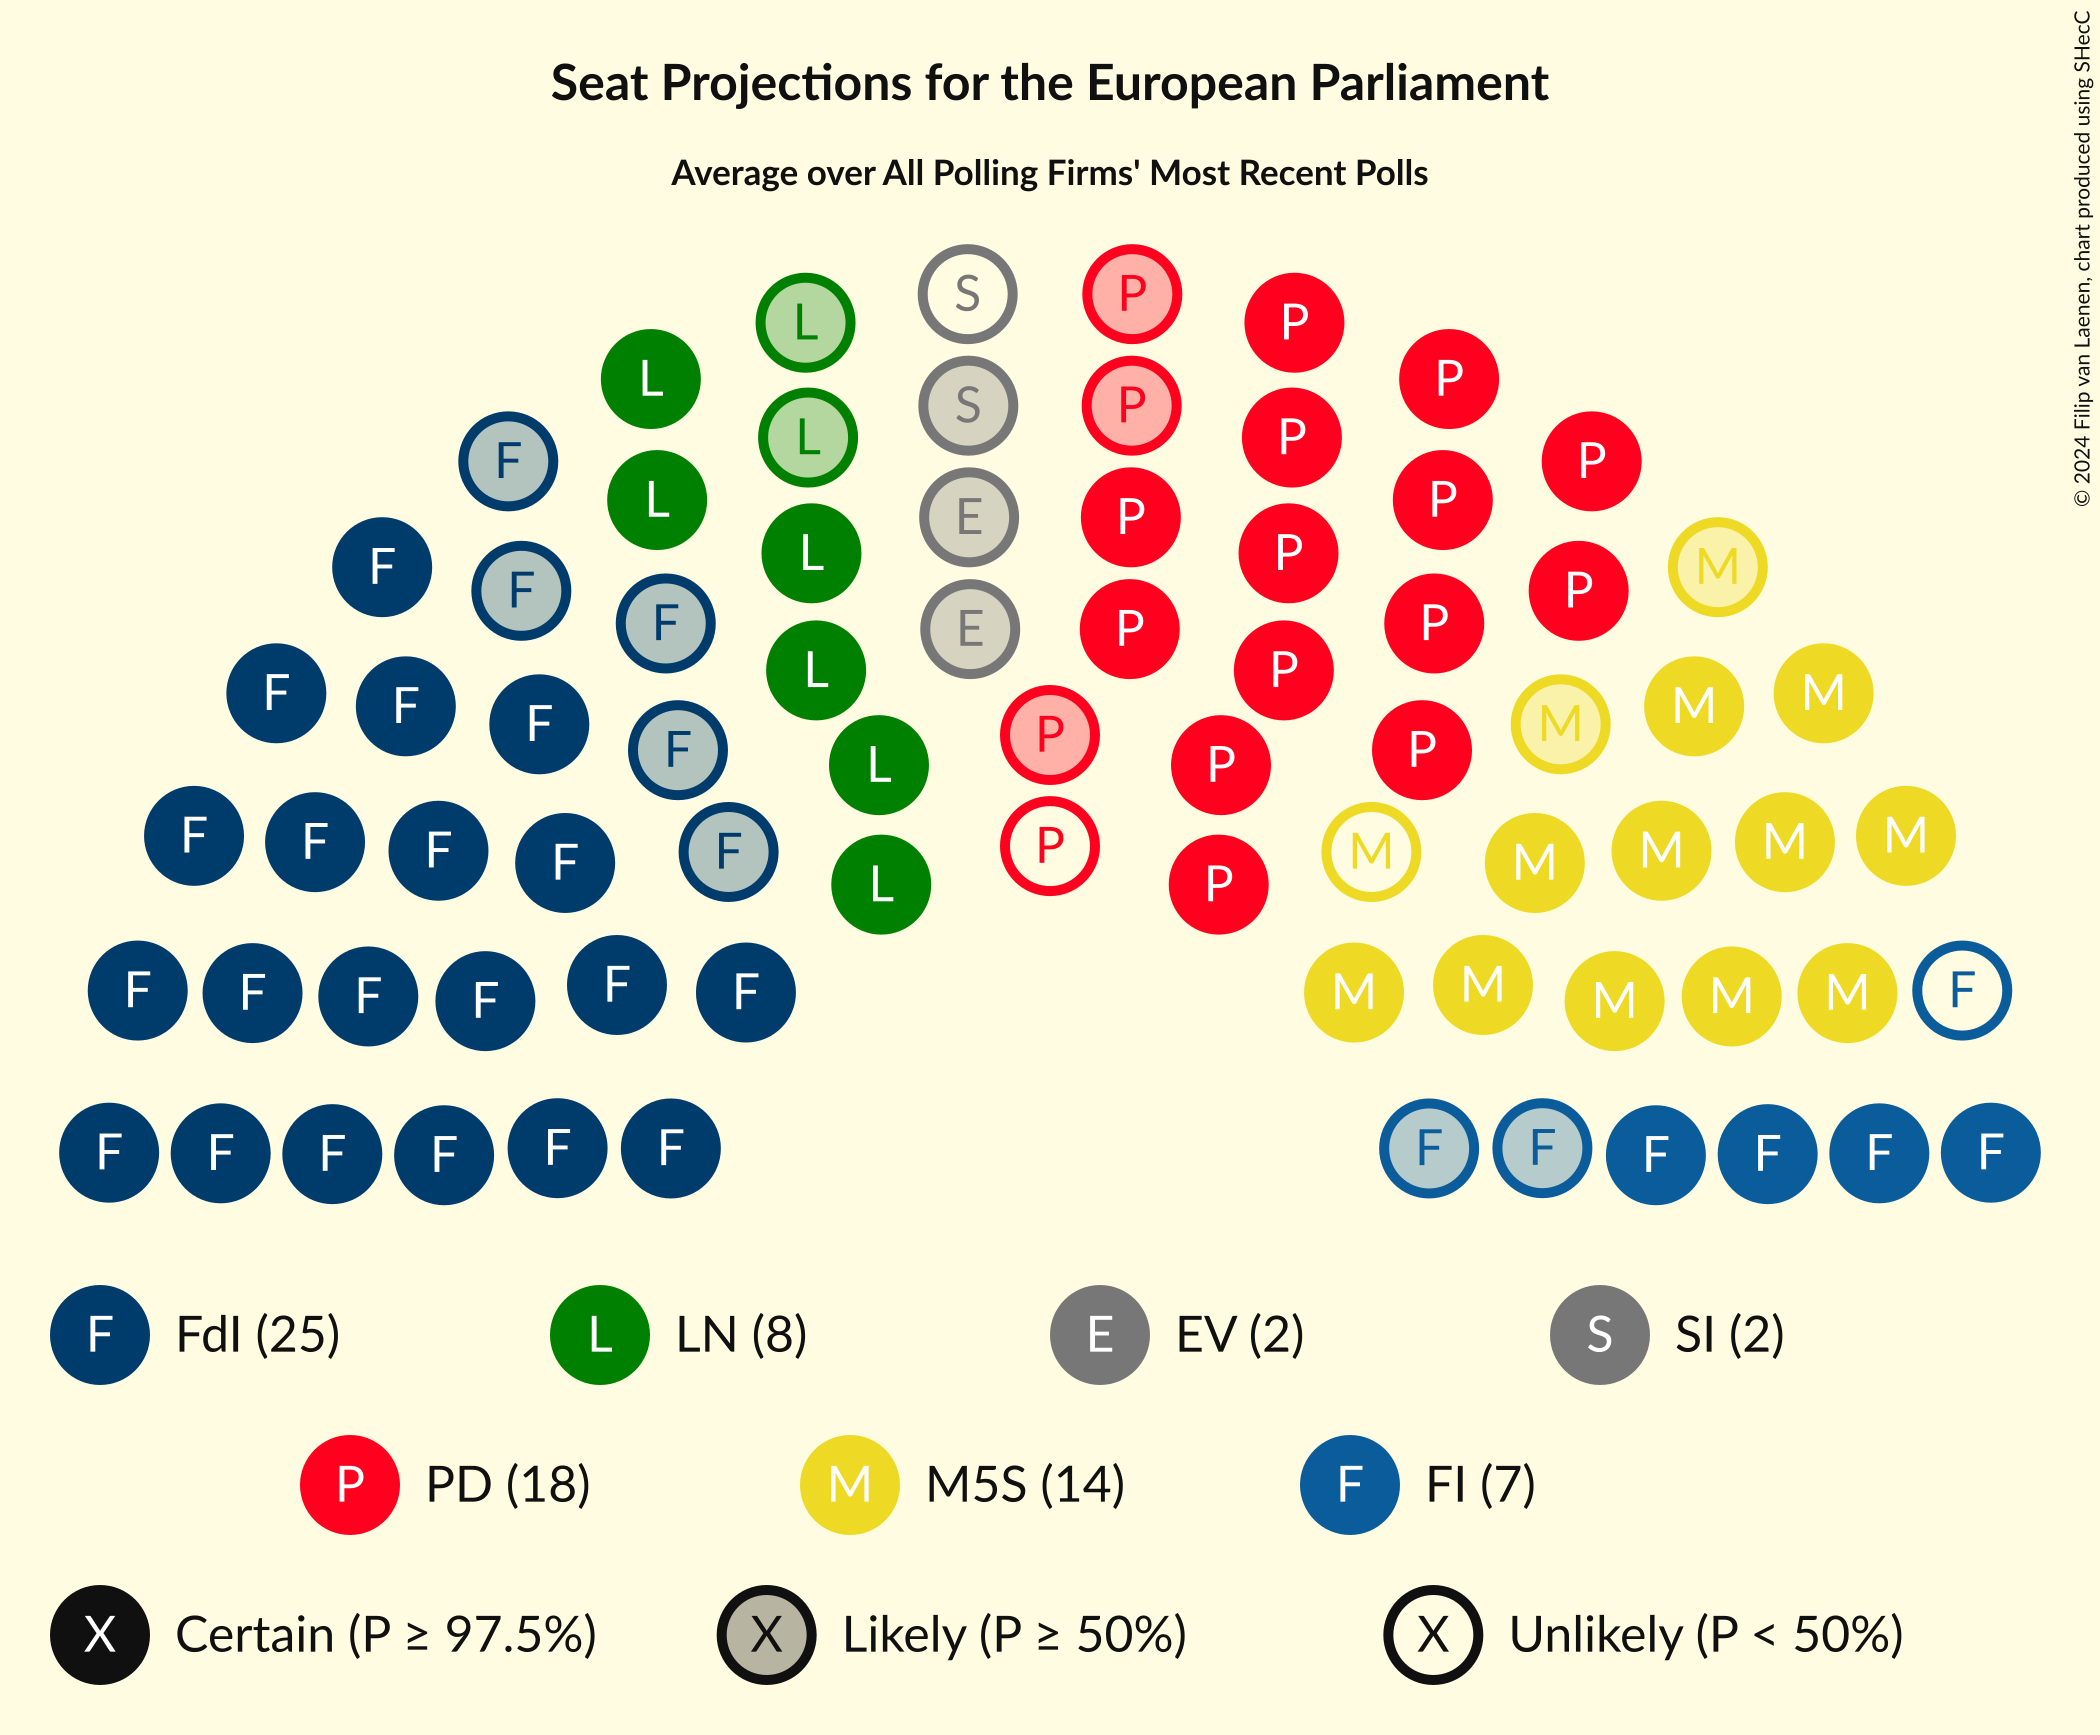 Seat Projections for the European Parliament
Average over All Polling Firms' Most Recent Polls
© 2024 Filip van Laenen, chart produced using SHecC
S P
L P
L P
S P
L P
F P
L P
E P
L P
F M
F P
L P
F P
E P
L P
F M
F M
F M
P
F P
L P
F M
F M
F M
P
F M
F M
L P
F M
F M
F M
F M
F M
F F
F F
F F
F F
F F
F F
F F
F FdI (25) L LN (8) E EV (2) S SI (2)
P PD (18) M M5S (14) F FI (7)
X Certain (P ≥ 97.5%) X Likely (P ≥ 50%) X Unlikely (P < 50%)